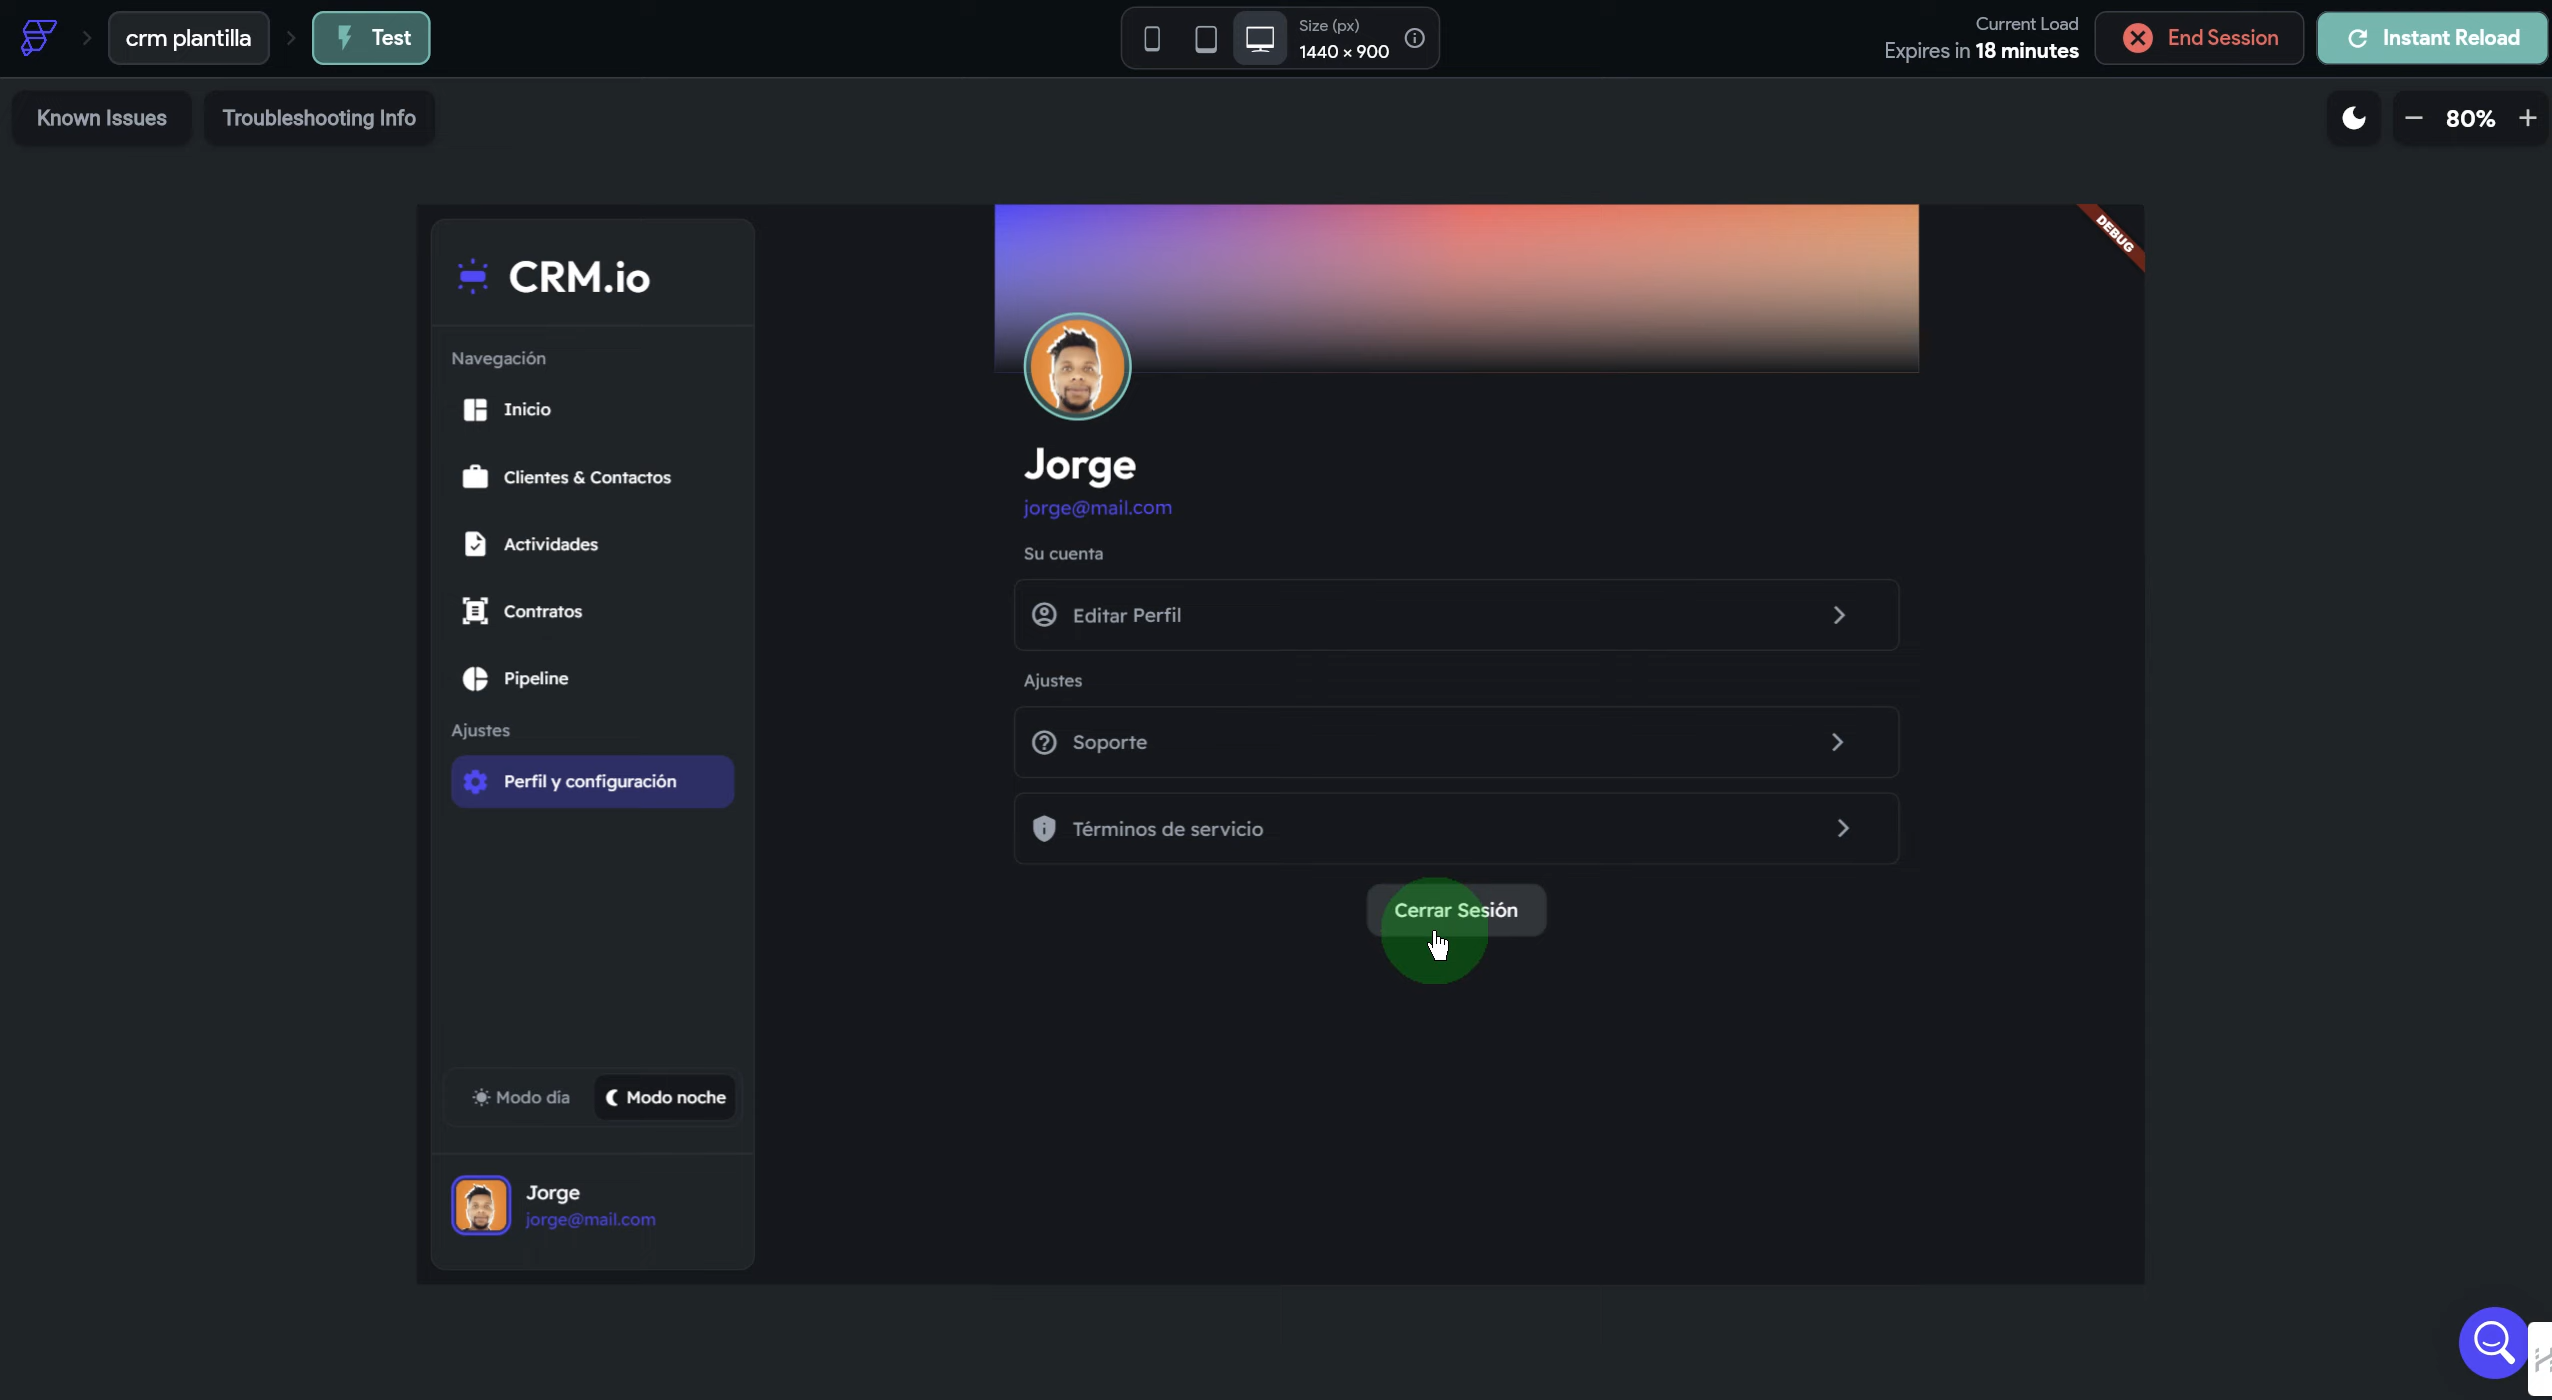 crm plantilla
Test
Size (px)
1440 × 900
Current Load
Expires in 18 minutes
End Session
Instant Reload
Known Issues
Troubleshooting Info
80%
CRM.io
DEBUG
Navegación
Inicio
Clientes & Contactos
Actividades
Contratos
Pipeline
Ajustes
Perfil y configuración
Modo día
Modo noche
Jorge
jorge@mail.com
Jorge
jorge@mail.com
Su cuenta
Editar Perfil
Ajustes
Soporte
Términos de servicio
Cerrar Sesión